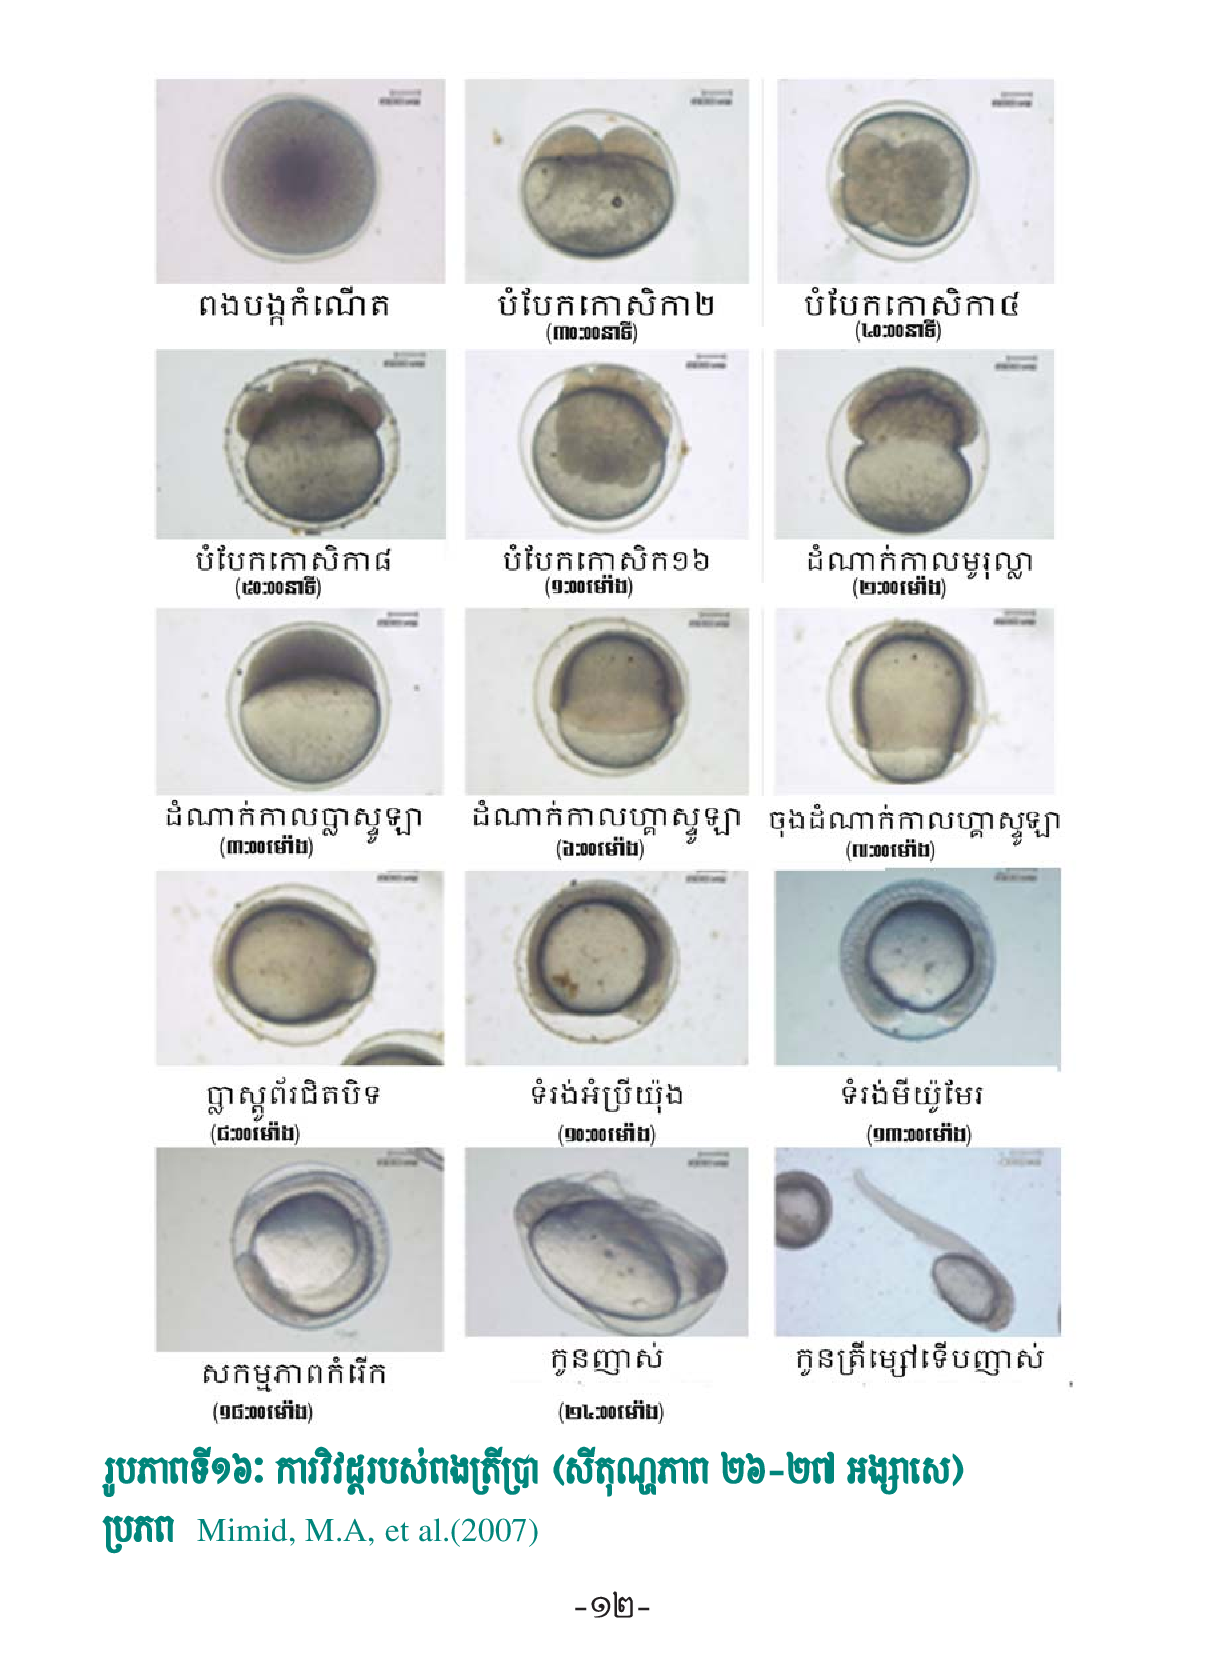 ពងបង្កកំណើត
បំបែកកោសិកា២
(៣០:០០នាទី)
បំបែកកោសិកា៤
(៤០:០០នាទី)
បំបែកកោសិកា៨
(៥០:០០នាទី)
បំបែកកោសិក១៦
(១:០០ម៉ោង)
ដំណាក់កាលមូរុល្លា
(២:០០ម៉ោង)
ដំណាក់កាលប្លាស្ទូឡា
(៣:០០ម៉ោង)
ដំណាក់កាលហ្គាស្ទូឡា
(៦:០០ម៉ោង)
ចុងដំណាក់កាលហ្គាស្ទូឡា
(៧:០០ម៉ោង)
ប្លាស្តូព័រជិតបិទ
(៨:០០ម៉ោង)
ទំរង់អំប្រីយ៉ុង
(១០:០០ម៉ោង)
ទំរង់មីយ៉ូមែរ
(១៣:០០ម៉ោង)
សកម្មភាពកំរើក
(១៨:០០ម៉ោង)
កូនញាស់
(២៤:០០ម៉ោង)
កូនត្រីម្សៅទើបញាស់
រូបភាពទី១៦: ការវិវដ្តរបស់ពងត្រីប្រា (សីតុណ្ហភាព ២៦-២៧ អង្សាសេ)
ប្រភព Mimid, M.A, et al.(2007)
-១២-